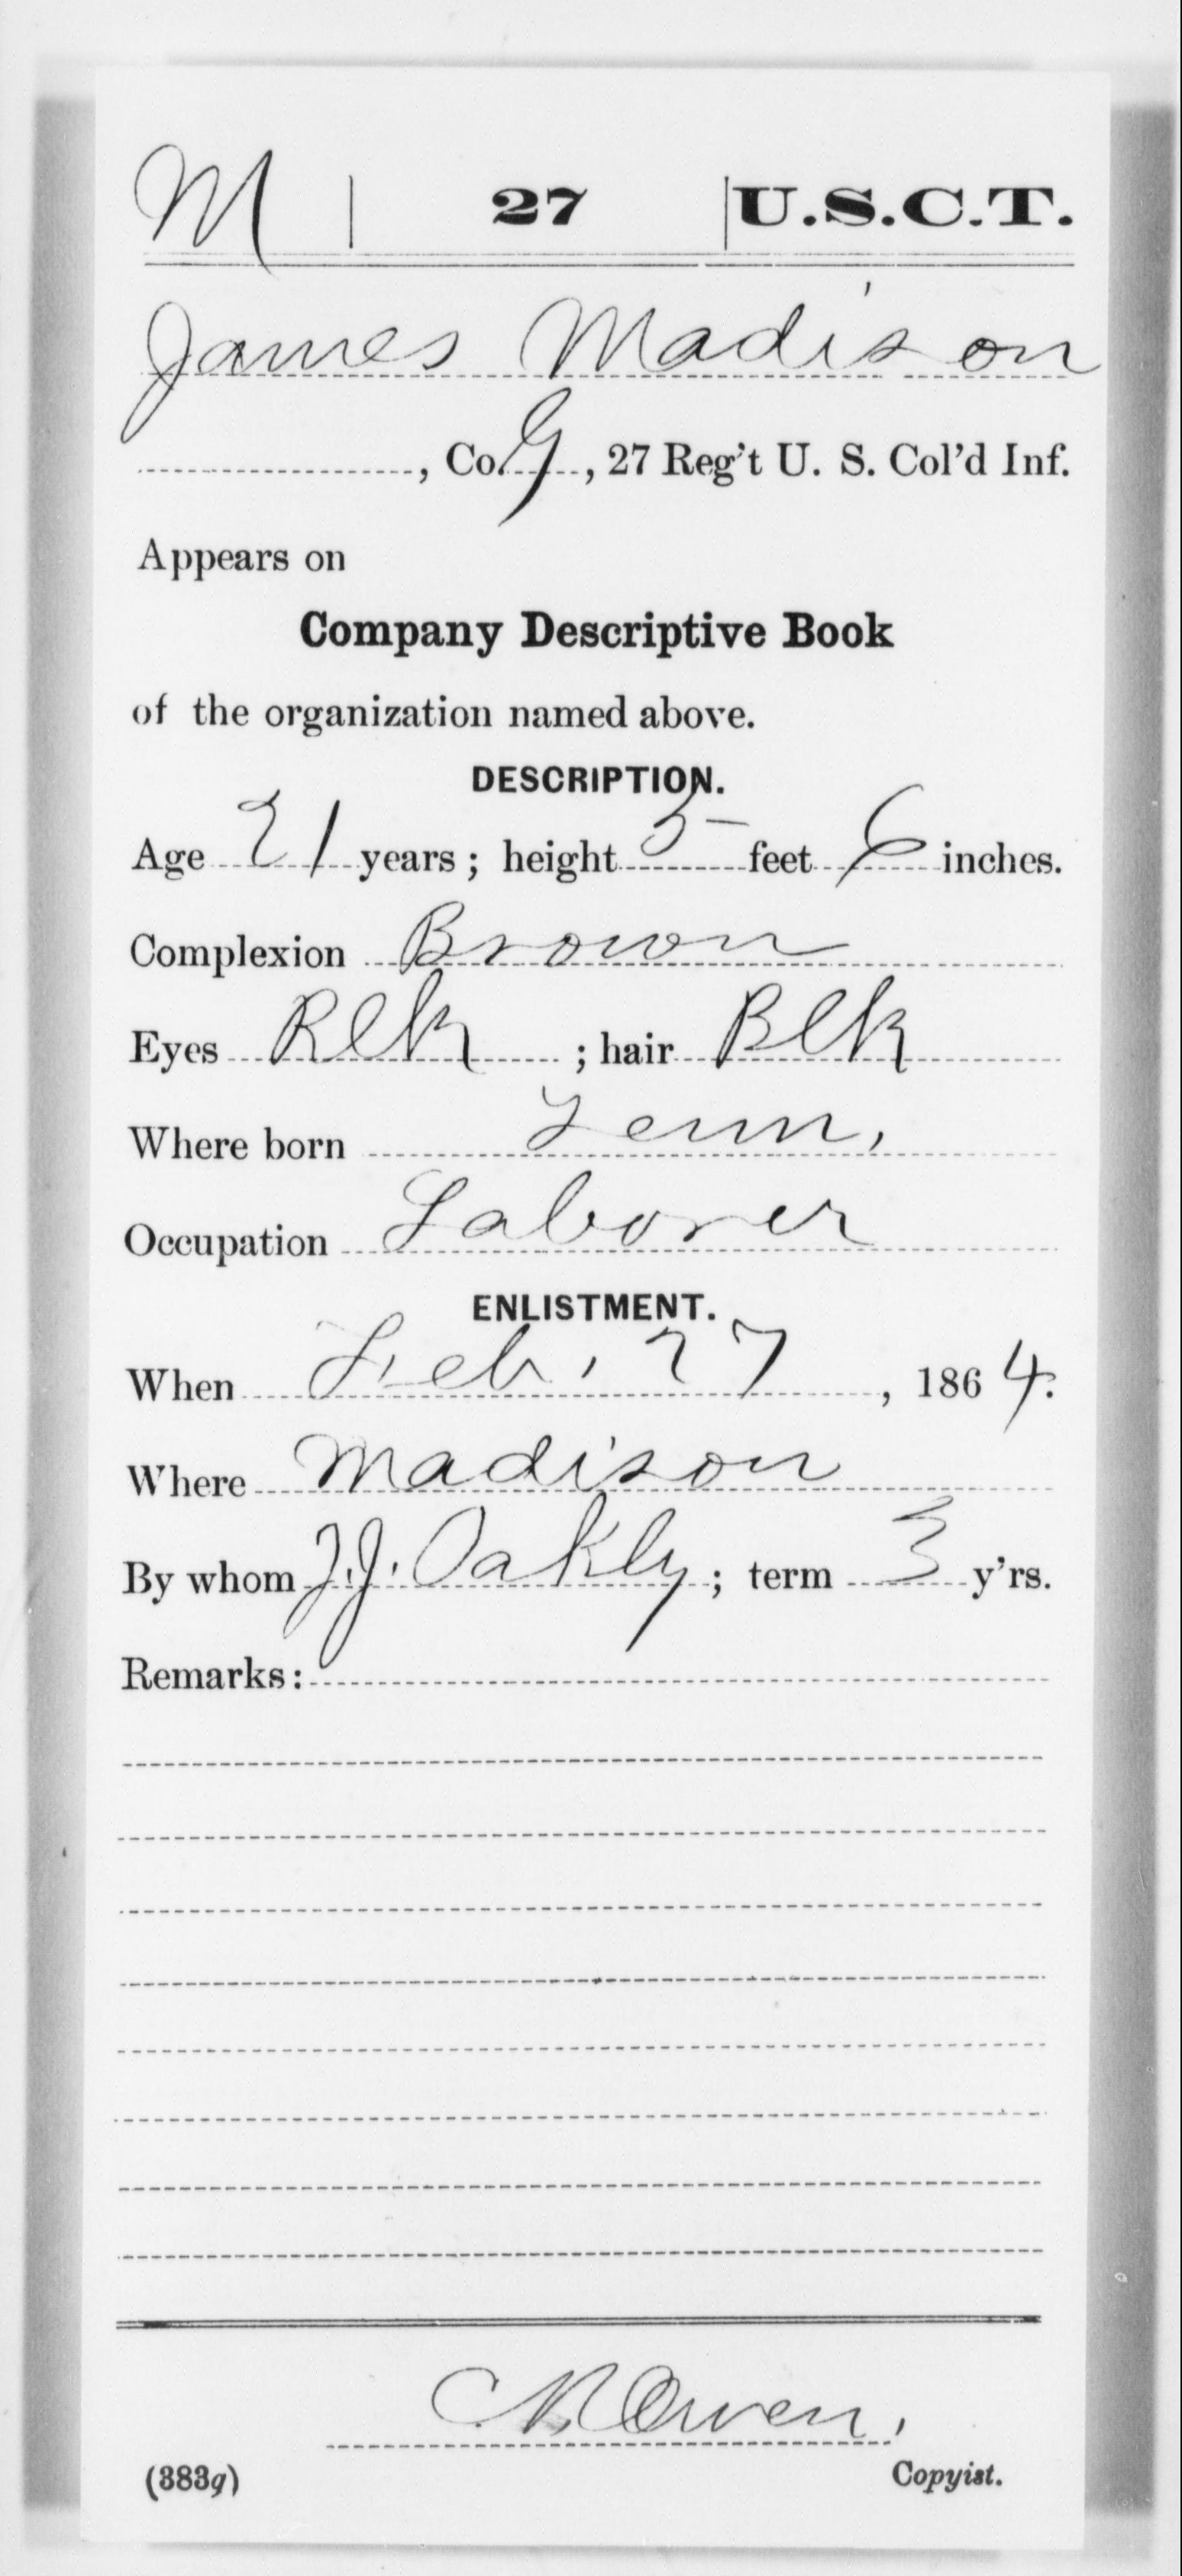 M | 27 | U.S.C.T.
James Madison
, Co. G, 27 Reg't U. S. Col'd Inf.
Appears on
Company Descriptive Book
of the organization named above.
DESCRIPTION.
Age 21 years; height 5 feet 6 inches.
Complexion Brown
Eyes Blk; hair Blk
Where born Tenn.
Occupation Laborer
ENLISTMENT.
When Feb. 27, 1864.
Where Madison
By whom J.J. Oakly; term 3 y'rs.
Remarks:
Owen.
(383g) Copyist.